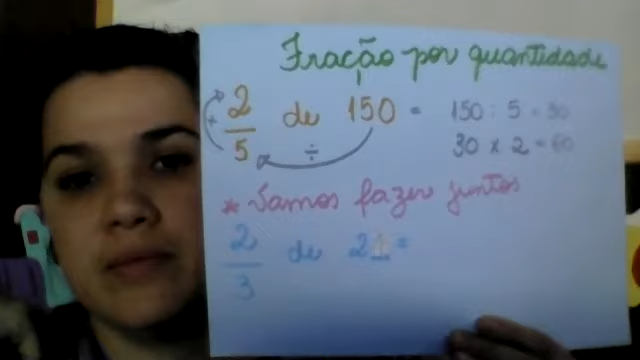 Fração por quantidade
2/5 de 150 = 150 : 5 = 30
÷ 30 x 2 = 60
* Vamos fazer juntos
2/3 de 2